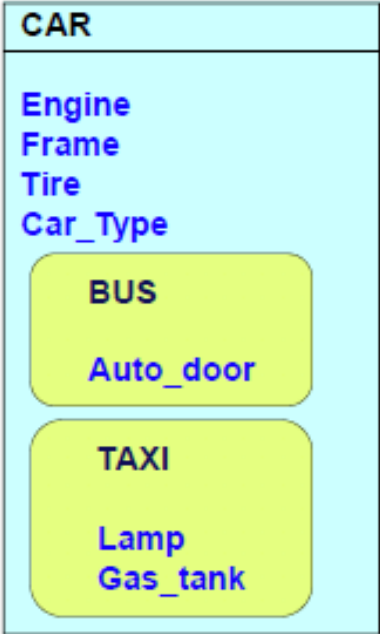 CAR
Engine
Frame
Tire
Car_Type
BUS
Auto_door
TAXI
Lamp
Gas_tank